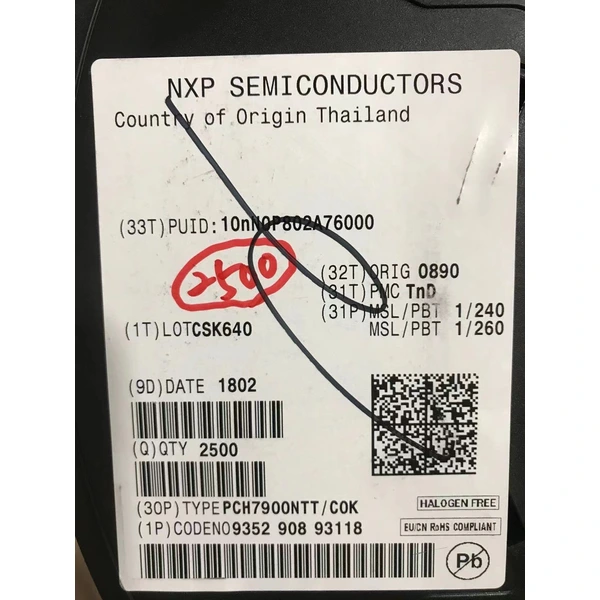 NXP SEMICONDUCTORS
Country of Origin Thailand
(33T)PUID: 10nN0P802A76000
2500
(32T)ORIG 0890
(31T)PMC TnD
(31P)MSL/PBT 1/240
MSL/PBT 1/260
(1T)LOTCSK640
(9D)DATE 1802
(Q)QTY 2500
(30P)TYPEPCH7900NTT/C0K
(1P)CODENO9352 908 93118
HALOGEN FREE
EU/CN RoHS COMPLIANT
Pb